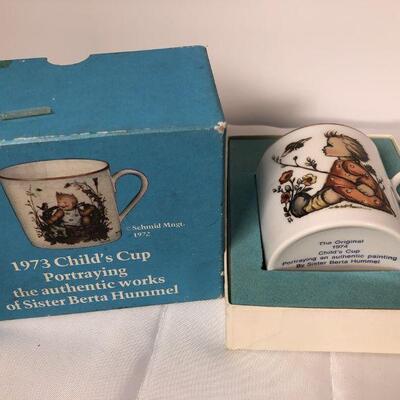 © Schmid Mngt.
1972
1973 Child's Cup
Portraying
the authentic works
of Sister Berta Hummel
The Original
1974
Child's Cup
Portraying an authentic painting
By Sister Berta Hummel